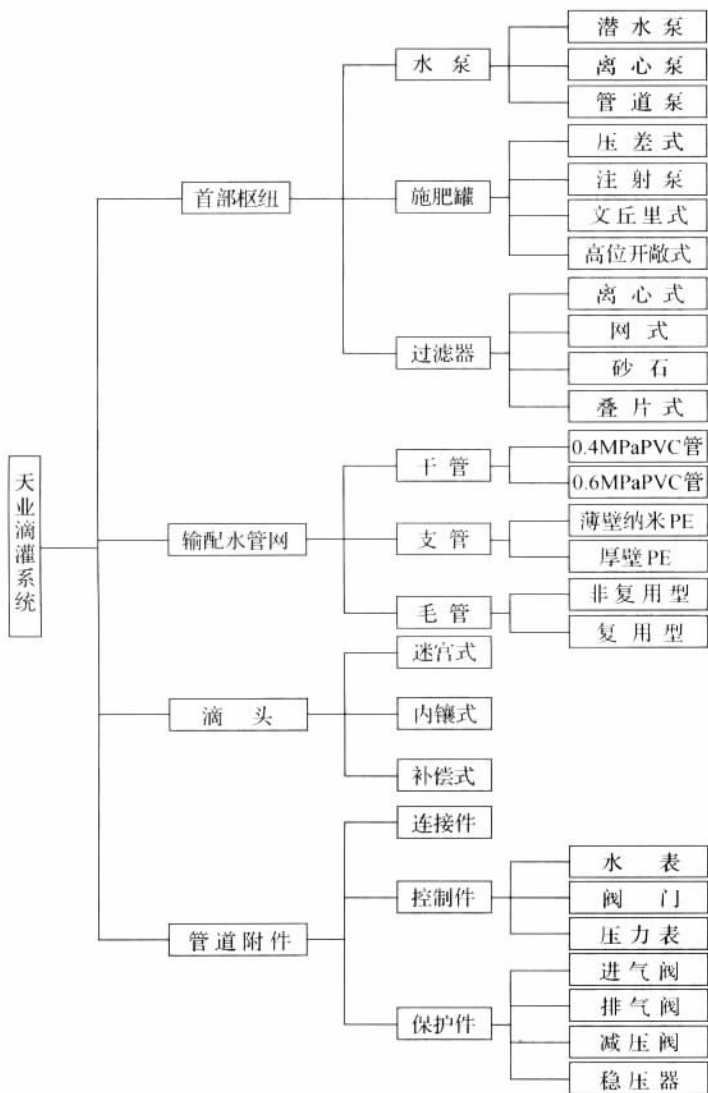 天业滴灌系统
首部枢纽
水泵
潜水泵
离心泵
管道泵
施肥罐
压差式
注射泵
文丘里式
高位开敞式
过滤器
离心式
网式
砂石
叠片式
输配水管网
干管
0.4MPaPVC管
0.6MPaPVC管
支管
薄壁纳米PE
厚壁PE
毛管
非复用型
复用型
滴头
迷宫式
内镶式
补偿式
管道附件
连接件
控制件
水表
阀门
压力表
保护件
进气阀
排气阀
减压阀
稳压器